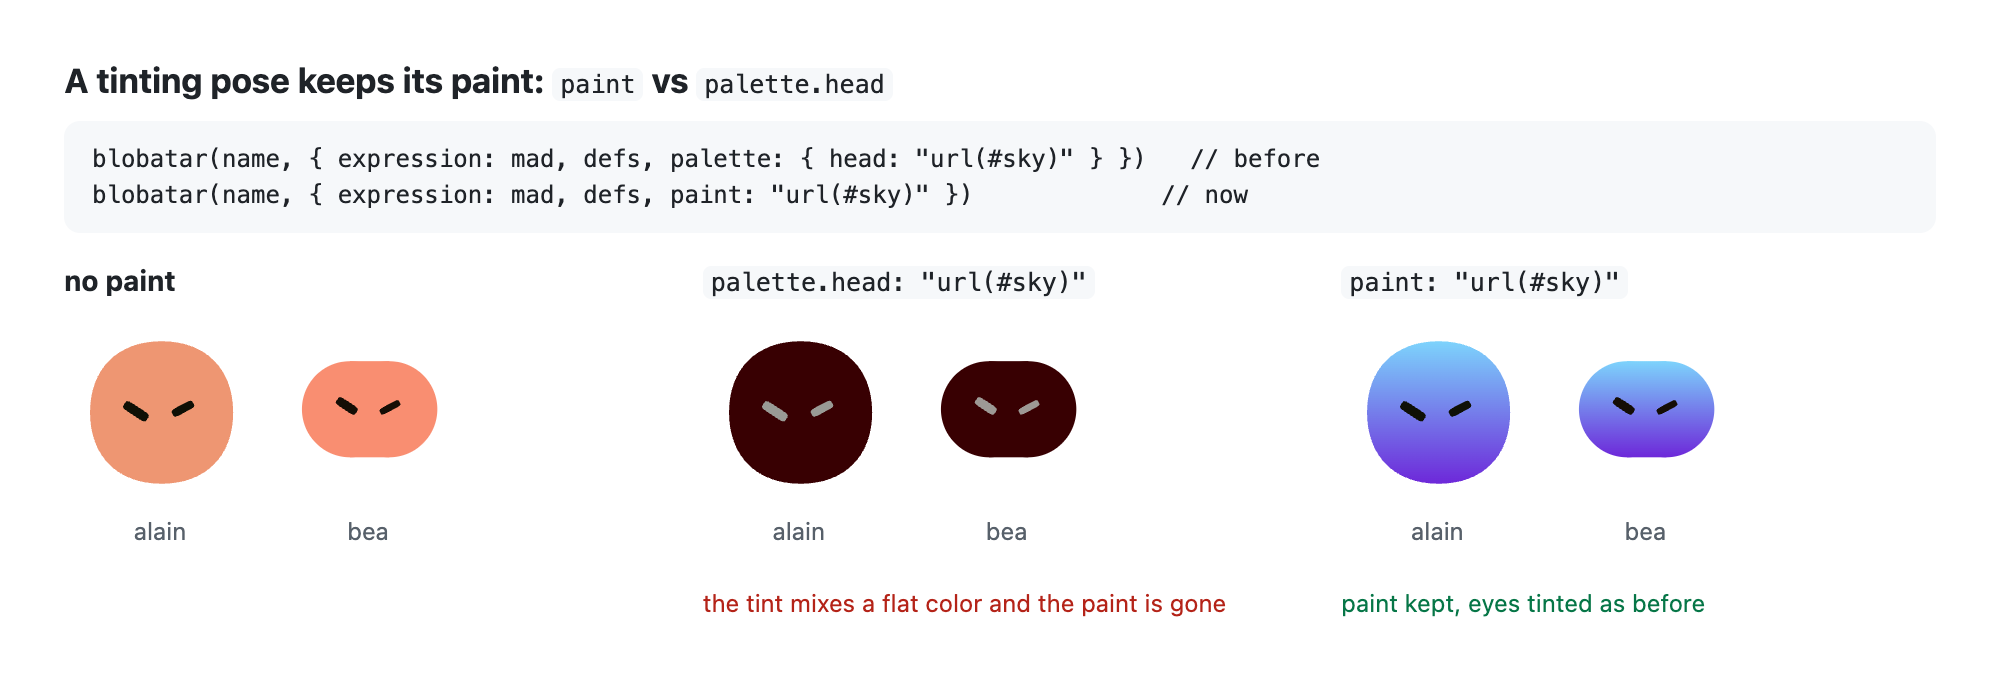 A tinting pose keeps its paint: paint vs palette.head
blobatar(name, { expression: mad, defs, palette: { head: "url(#sky)" } })   // before
blobatar(name, { expression: mad, defs, paint: "url(#sky)" })             // now
no paint
palette.head: "url(#sky)"
paint: "url(#sky)"
alain
bea
alain
bea
alain
bea
the tint mixes a flat color and the paint is gone
paint kept, eyes tinted as before